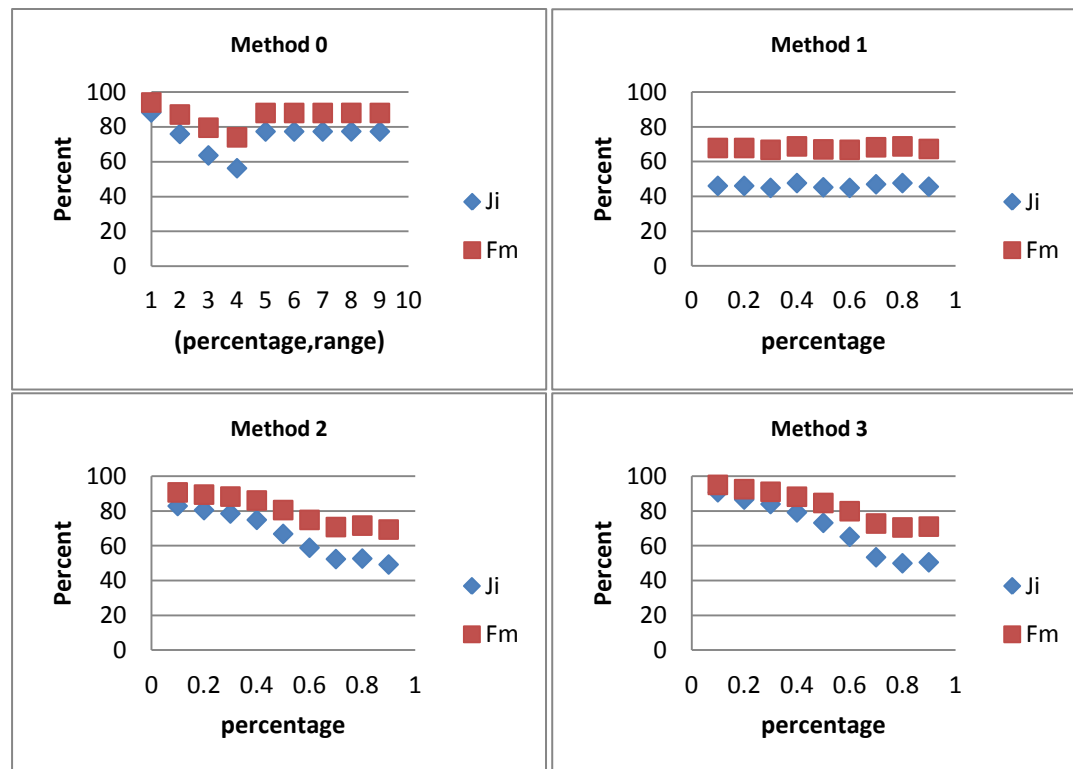 Method 0
100
80
60
40
20
0
Percent
1 2 3 4 5 6 7 8 9 10
(percentage,range)
Ji
Fm
Method 1
100
80
60
40
20
0
Percent
0 0.2 0.4 0.6 0.8 1
percentage
Ji
Fm
Method 2
100
80
60
40
20
0
Percent
0 0.2 0.4 0.6 0.8 1
percentage
Ji
Fm
Method 3
100
80
60
40
20
0
Percent
0 0.2 0.4 0.6 0.8 1
percentage
Ji
Fm